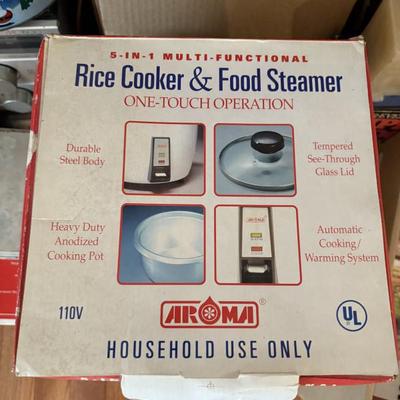 5-IN-1 MULTI-FUNCTIONAL
Rice Cooker & Food Steamer
ONE-TOUCH OPERATION
Durable
Steel Body
Tempered
See-Through
Glass Lid
Heavy Duty
Anodized
Cooking Pot
AROMA
Automatic
Cooking/
Warming System
110V
AROMA®
UL
HOUSEHOLD USE ONLY